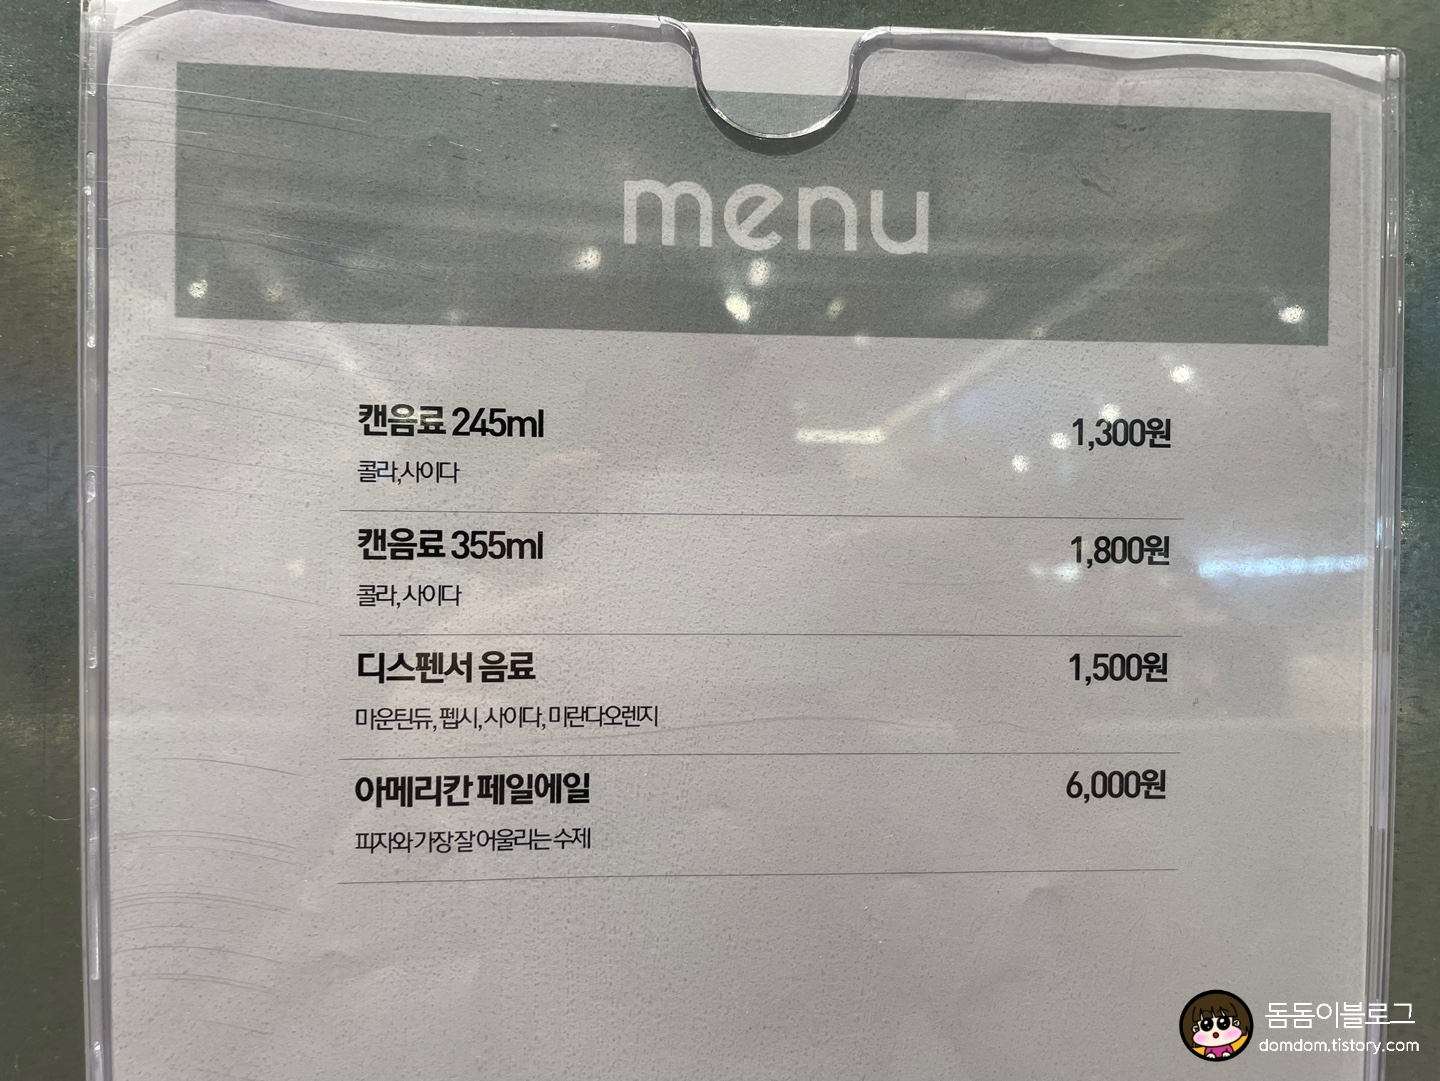 menu
캔음료 245ml 1,300원
콜라,사이다
캔음료 355ml 1,800원
콜라, 사이다
디스펜서 음료 1,500원
마운틴듀, 펩시, 사이다, 미란다오렌지
아메리칸 페일에일 6,000원
피자와 가장 잘 어울리는 수제
돔돔이블로그
domdom.tistory.com